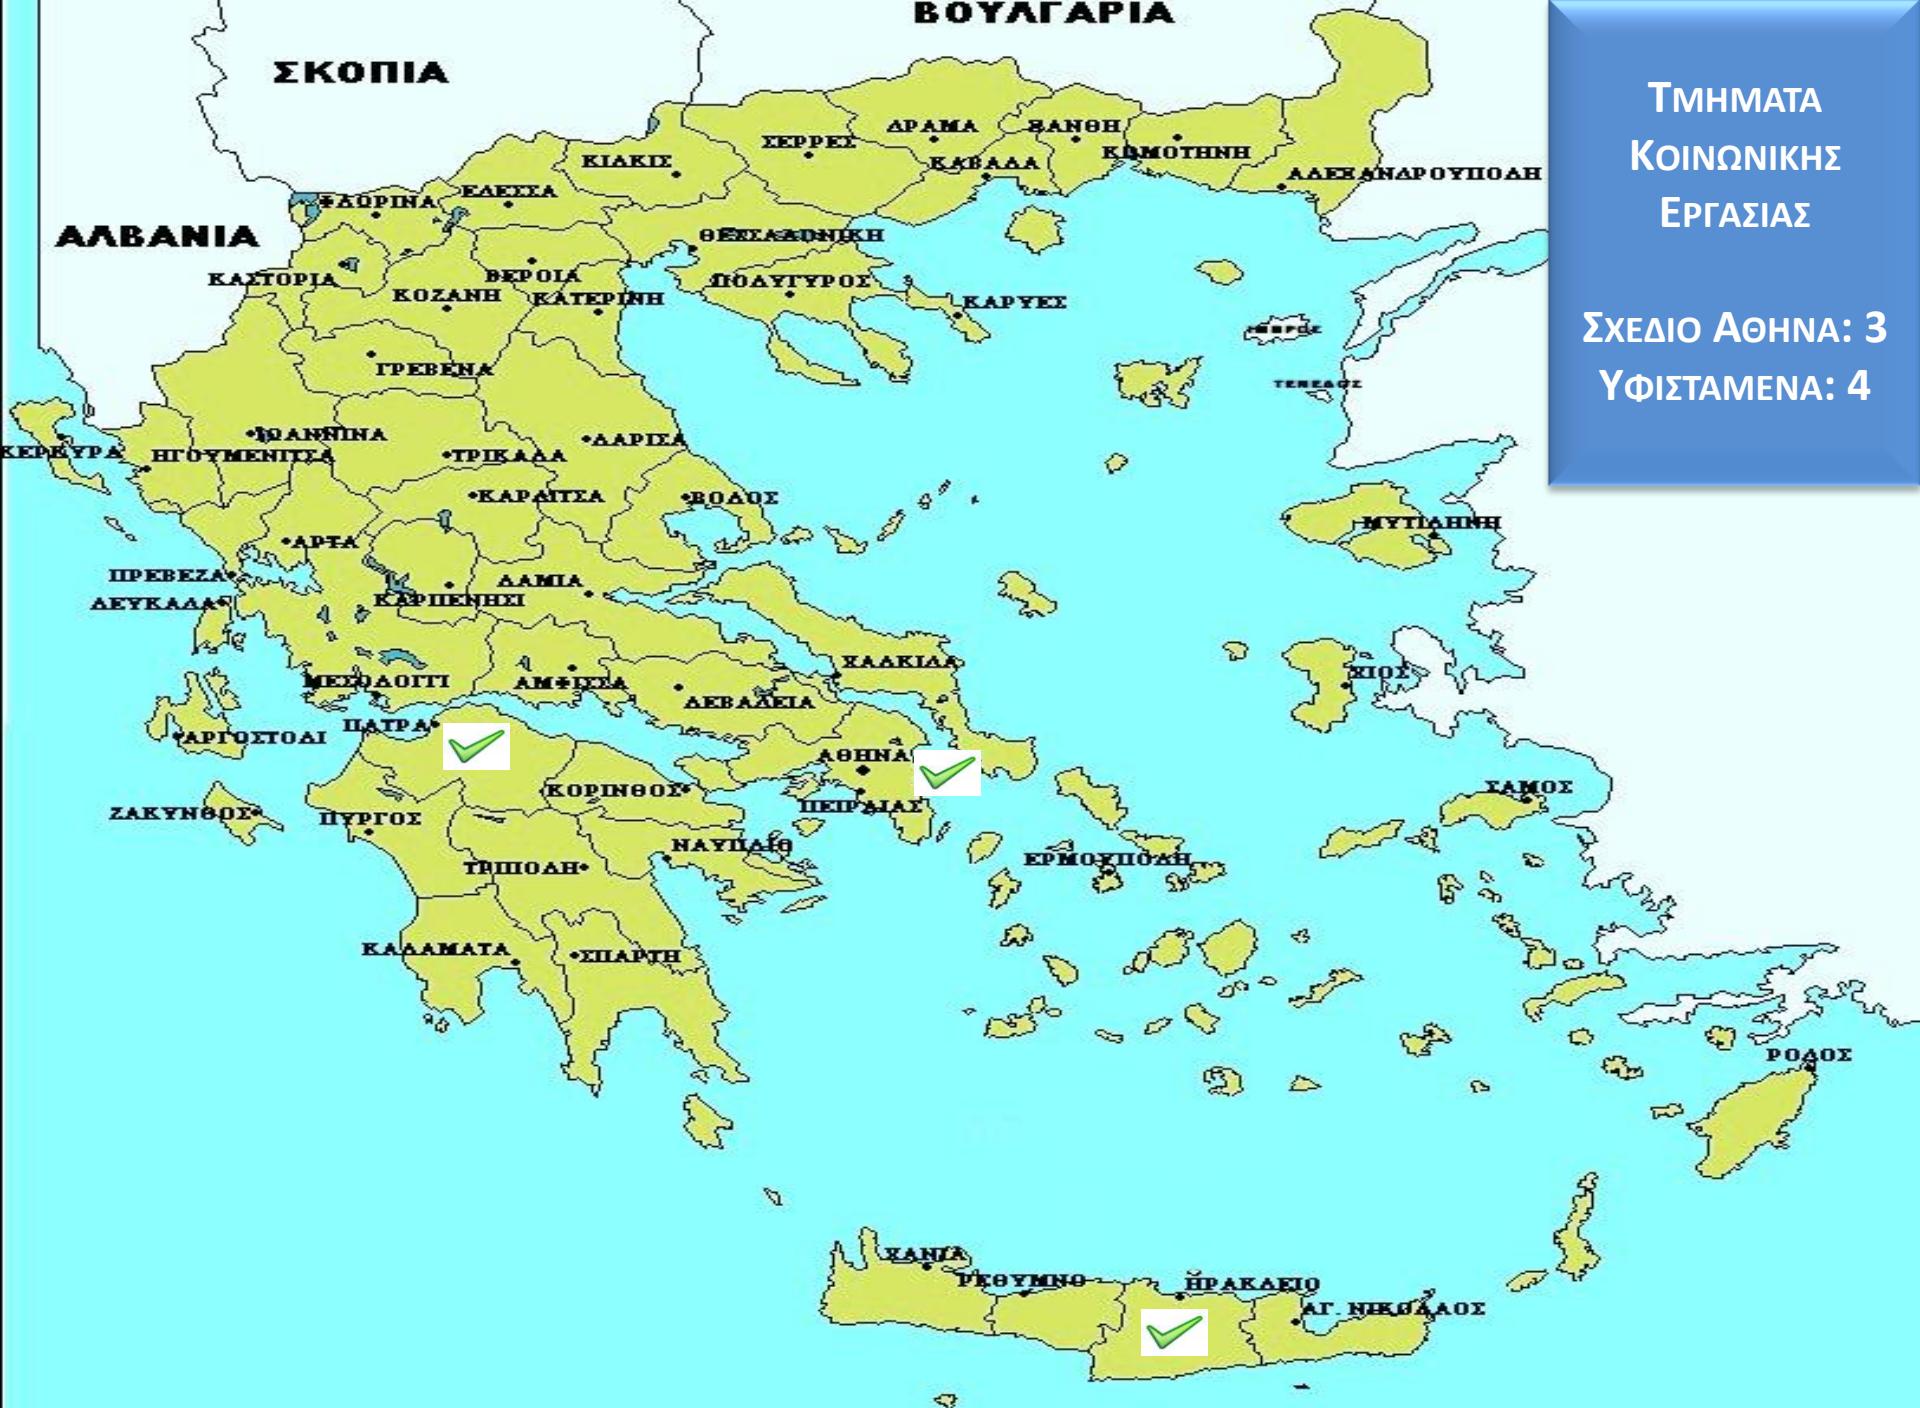 ΒΟΥΛΓΑΡΙΑ
ΣΚΟΠΙΑ
ΑΛΒΑΝΙΑ
ΤΜΗΜΑΤΑ
ΚΟΙΝΩΝΙΚΗΣ
ΕΡΓΑΣΙΑΣ
ΣΧΕΔΙΟ ΑΘΗΝΑ: 3
ΥΦΙΣΤΑΜΕΝΑ: 4
ΔΡΑΜΑ
ΞΑΝΘΗ
ΣΕΡΡΕΣ
ΚΟΜΟΤΗΝΗ
ΚΙΛΚΙΣ
ΚΑΒΑΛΑ
ΑΛΕΞΑΝΔΡΟΥΠΟΛΗ
ΕΔΕΣΣΑ
ΦΛΩΡΙΝΑ
ΘΕΣΣΑΛΟΝΙΚΗ
ΚΑΣΤΟΡΙΑ
ΒΕΡΟΙΑ
ΠΟΛΥΓΥΡΟΣ
ΚΟΖΑΝΗ
ΚΑΤΕΡΙΝΗ
ΚΑΡΥΕΣ
ΙΜΒΡΟΣ
ΓΡΕΒΕΝΑ
ΤΕΝΕΔΟΣ
ΙΩΑΝΝΙΝΑ
ΛΑΡΙΣΑ
ΚΕΡΚΥΡΑ
ΗΓΟΥΜΕΝΙΤΣΑ
ΤΡΙΚΑΛΑ
ΚΑΡΔΙΤΣΑ
ΒΟΛΟΣ
ΜΥΤΙΛΗΝΗ
ΑΡΤΑ
ΠΡΕΒΕΖΑ
ΛΑΜΙΑ
ΛΕΥΚΑΔΑ
ΚΑΡΠΕΝΗΣΙ
ΧΑΛΚΙΔΑ
ΧΙΟΣ
ΜΕΣΟΛΟΓΓΙ
ΑΜΦΙΣΣΑ
ΛΕΒΑΔΕΙΑ
ΠΑΤΡΑ
ΑΡΓΟΣΤΟΛΙ
ΑΘΗΝΑ
ΚΟΡΙΝΘΟΣ
ΣΑΜΟΣ
ΖΑΚΥΝΘΟΣ
ΠΥΡΓΟΣ
ΠΕΙΡΑΙΑΣ
ΝΑΥΠΛΙΟ
ΤΡΙΠΟΛΗ
ΕΡΜΟΥΠΟΛΗ
ΚΑΛΑΜΑΤΑ
ΣΠΑΡΤΗ
ΡΟΔΟΣ
ΧΑΝΙΑ
ΡΕΘΥΜΝΟ
ΗΡΑΚΛΕΙΟ
ΑΓ. ΝΙΚΟΛΑΟΣ